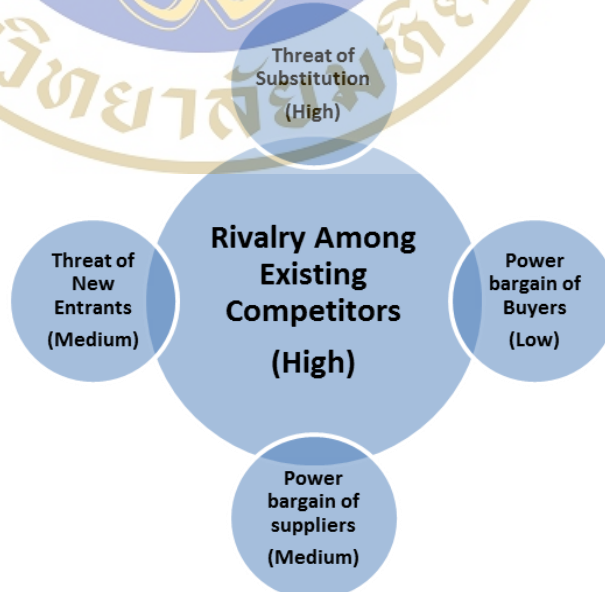 Threat of
Substitution
(High)
Rivalry Among
Existing
Competitors
(High)
Threat of
New
Entrants
(Medium)
Power
bargain of
Buyers
(Low)
Power
bargain of
suppliers
(Medium)